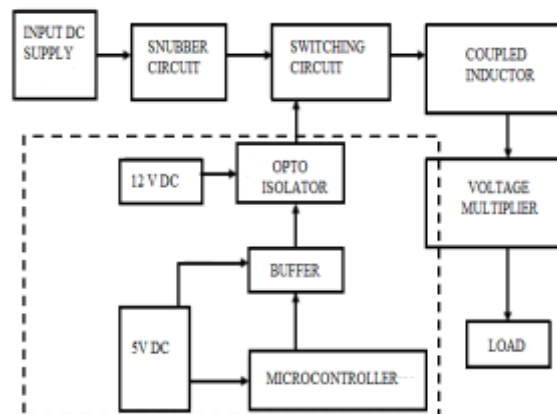 INPUT DC
SUPPLY
SNUBBER
CIRCUIT
SWITCHING
CIRCUIT
COUPLED
INDUCTOR
12 V DC
OPTO
ISOLATOR
VOLTAGE
MULTIPLIER
BUFFER
5V DC
MICROCONTROLLER
LOAD